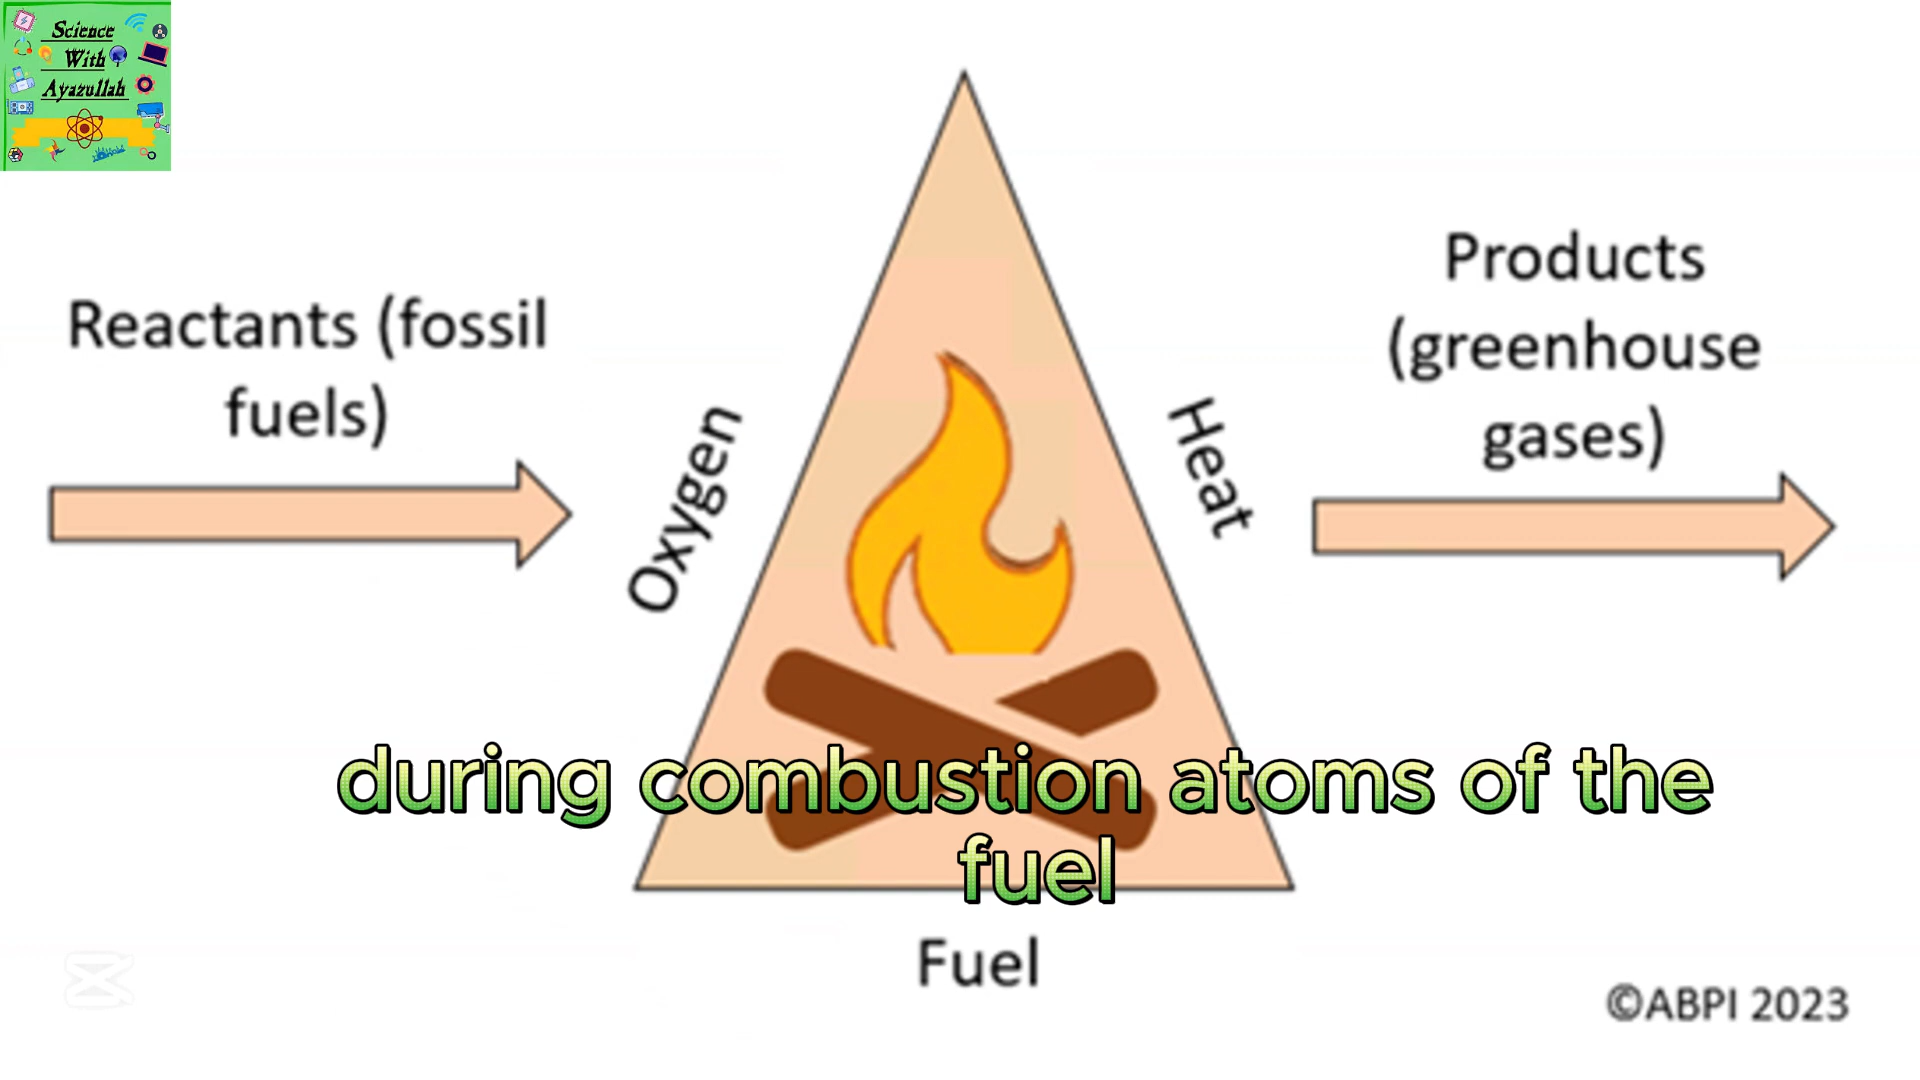 Science
With
Ayazullah
Reactants (fossil
fuels)
Oxygen
Heat
Products
(greenhouse
gases)
during combustion atoms of the
fuel
Fuel
©ABPI 2023